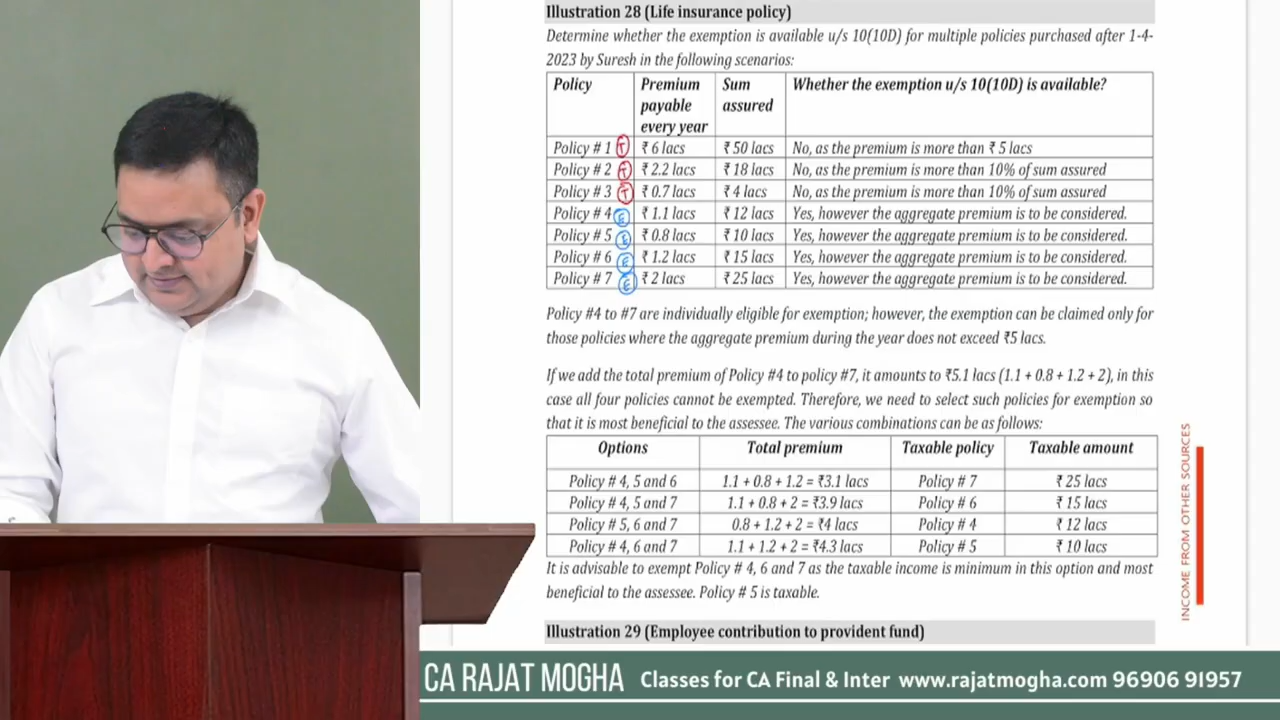 Illustration 28 (Life insurance policy)
Determine whether the exemption is available u/s 10(10D) for multiple policies purchased after 1-4-
2023 by Suresh in the following scenarios:
Policy Premium payable every year Sum assured Whether the exemption u/s 10(10D) is available?
Policy # 1 T ₹ 6 lacs ₹ 50 lacs No, as the premium is more than ₹ 5 lacs
Policy # 2 T ₹ 2.2 lacs ₹ 18 lacs No, as the premium is more than 10% of sum assured
Policy # 3 T ₹ 0.7 lacs ₹ 4 lacs No, as the premium is more than 10% of sum assured
Policy # 4 E ₹ 1.1 lacs ₹ 12 lacs Yes, however the aggregate premium is to be considered.
Policy # 5 E ₹ 0.8 lacs ₹ 10 lacs Yes, however the aggregate premium is to be considered.
Policy # 6 E ₹ 1.2 lacs ₹ 15 lacs Yes, however the aggregate premium is to be considered.
Policy # 7 E ₹ 2 lacs ₹ 25 lacs Yes, however the aggregate premium is to be considered.
Policy #4 to #7 are individually eligible for exemption; however, the exemption can be claimed only for
those policies where the aggregate premium during the year does not exceed ₹5 lacs.
If we add the total premium of Policy #4 to policy #7, it amounts to ₹5.1 lacs (1.1 + 0.8 + 1.2 + 2), in this
case all four policies cannot be exempted. Therefore, we need to select such policies for exemption so
that it is most beneficial to the assessee. The various combinations can be as follows:
Options Total premium Taxable policy Taxable amount
Policy # 4, 5 and 6 1.1 + 0.8 + 1.2 = ₹3.1 lacs Policy # 7 ₹ 25 lacs
Policy # 4, 5 and 7 1.1 + 0.8 + 2 = ₹3.9 lacs Policy # 6 ₹ 15 lacs
Policy # 5, 6 and 7 0.8 + 1.2 + 2 = ₹4 lacs Policy # 4 ₹ 12 lacs
Policy # 4, 6 and 7 1.1 + 1.2 + 2 = ₹4.3 lacs Policy # 5 ₹ 10 lacs
It is advisable to exempt Policy # 4, 6 and 7 as the taxable income is minimum in this option and most
beneficial to the assessee. Policy # 5 is taxable.
Illustration 29 (Employee contribution to provident fund)
INCOME FROM OTHER SOURCES
CA RAJAT MOGHA Classes for CA Final & Inter www.rajatmogha.com 96906 91957